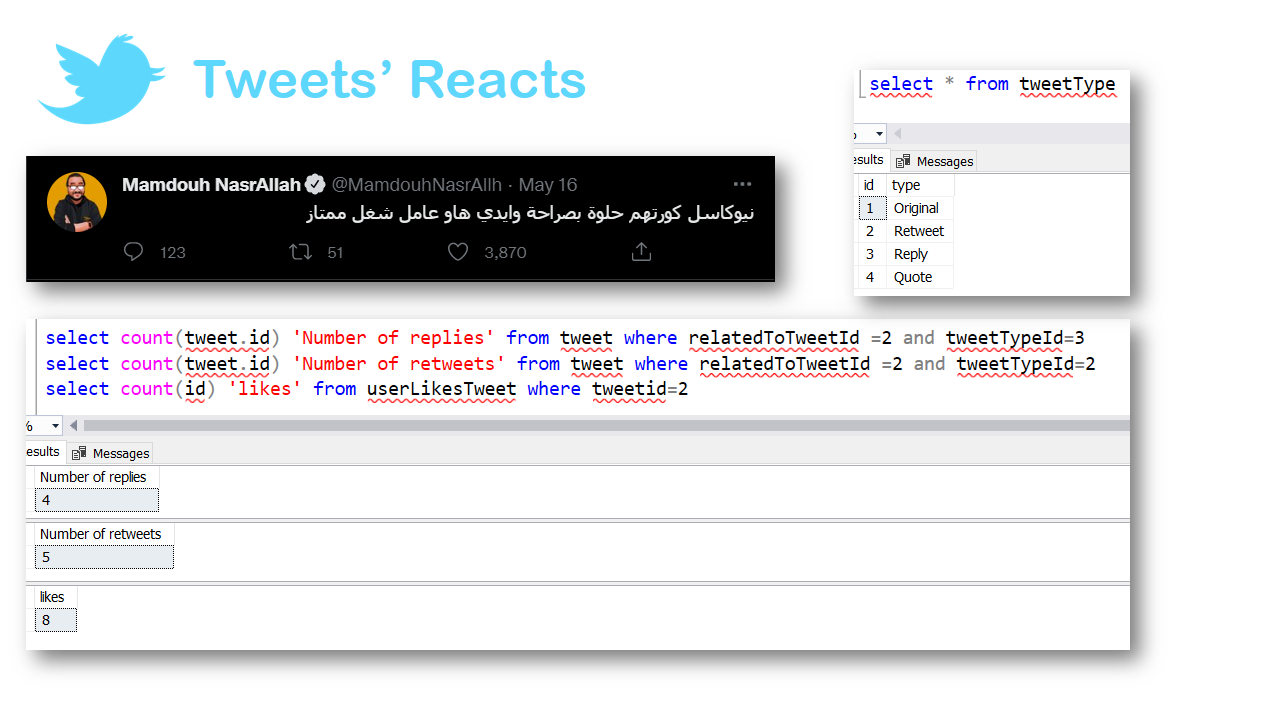 Tweets’ Reacts
Mamdouh NasrAllah @MamdouhNasrAllh · May 16
نيوكاسل كورتهم حلوة بصراحة وايدي هاو عامل شغل ممتاز
123 51 3,870
select * from tweetType
esults Messages
id type
1 Original
2 Retweet
3 Reply
4 Quote
select count(tweet.id) 'Number of replies' from tweet where relatedToTweetId =2 and tweetTypeId=3
select count(tweet.id) 'Number of retweets' from tweet where relatedToTweetId =2 and tweetTypeId=2
select count(id) 'likes' from userLikesTweet where tweetid=2
%
esults Messages
Number of replies
4
Number of retweets
5
likes
8